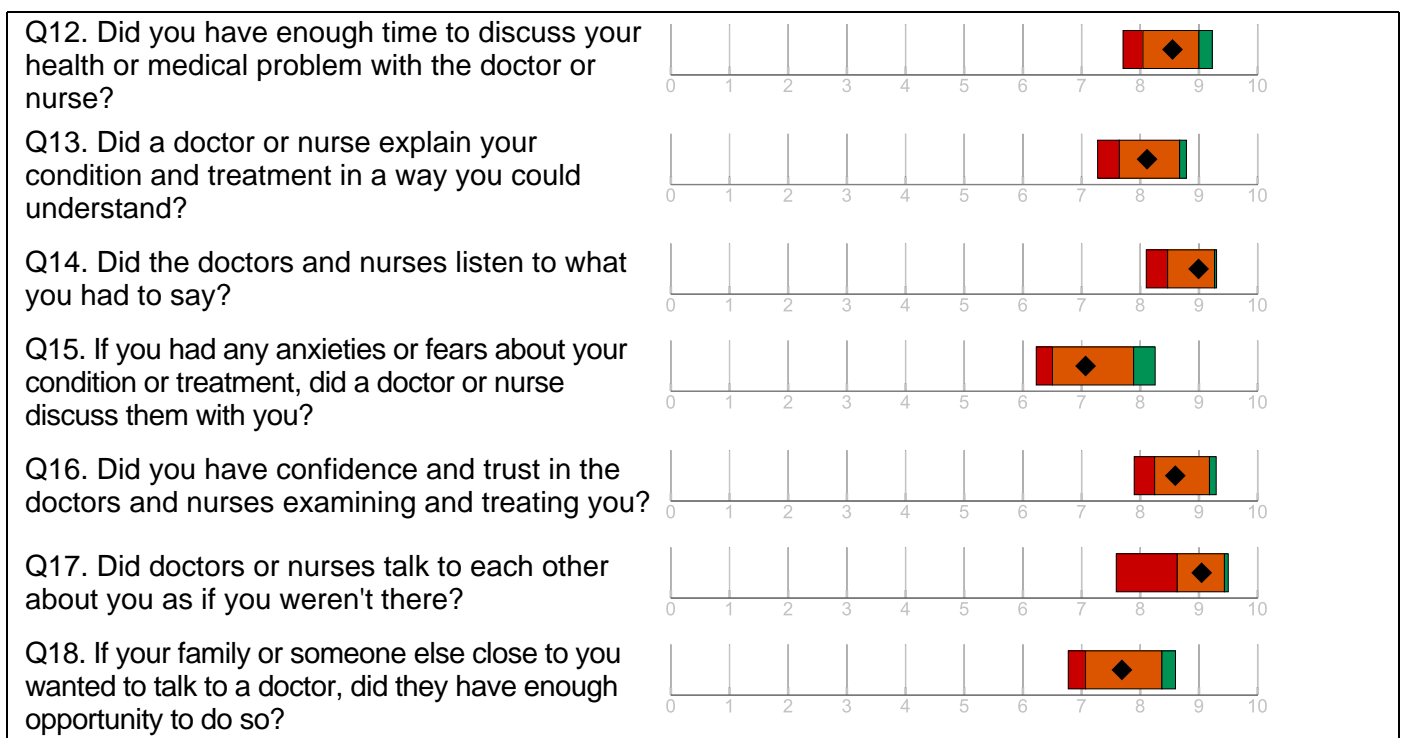 Q12. Did you have enough time to discuss your
health or medical problem with the doctor or
nurse?
0 1 2 3 4 5 6 7 8 9 10
Q13. Did a doctor or nurse explain your
condition and treatment in a way you could
understand?
0 1 2 3 4 5 6 7 8 9 10
Q14. Did the doctors and nurses listen to what
you had to say?
0 1 2 3 4 5 6 7 8 9 10
Q15. If you had any anxieties or fears about your
condition or treatment, did a doctor or nurse
discuss them with you?
0 1 2 3 4 5 6 7 8 9 10
Q16. Did you have confidence and trust in the
doctors and nurses examining and treating you?
0 1 2 3 4 5 6 7 8 9 10
Q17. Did doctors or nurses talk to each other
about you as if you weren't there?
0 1 2 3 4 5 6 7 8 9 10
Q18. If your family or someone else close to you
wanted to talk to a doctor, did they have enough
opportunity to do so?
0 1 2 3 4 5 6 7 8 9 10